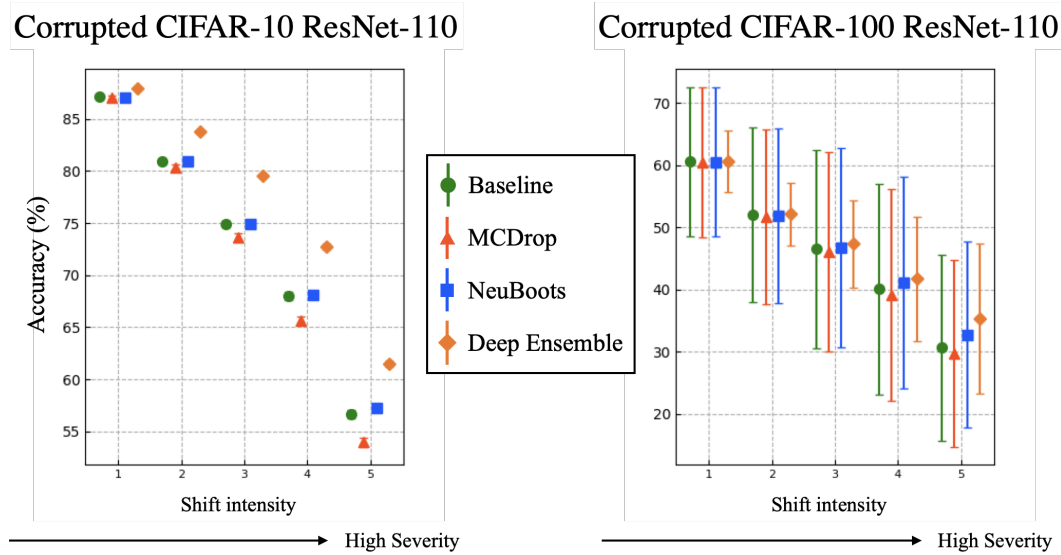 Corrupted CIFAR-10 ResNet-110
Accuracy (%)
85
80
75
70
65
60
55
1 2 3 4 5
Shift intensity
High Severity
Baseline
MCDrop
NeuBoots
Deep Ensemble
Corrupted CIFAR-100 ResNet-110
70
60
50
40
30
20
1 2 3 4 5
Shift intensity
High Severity